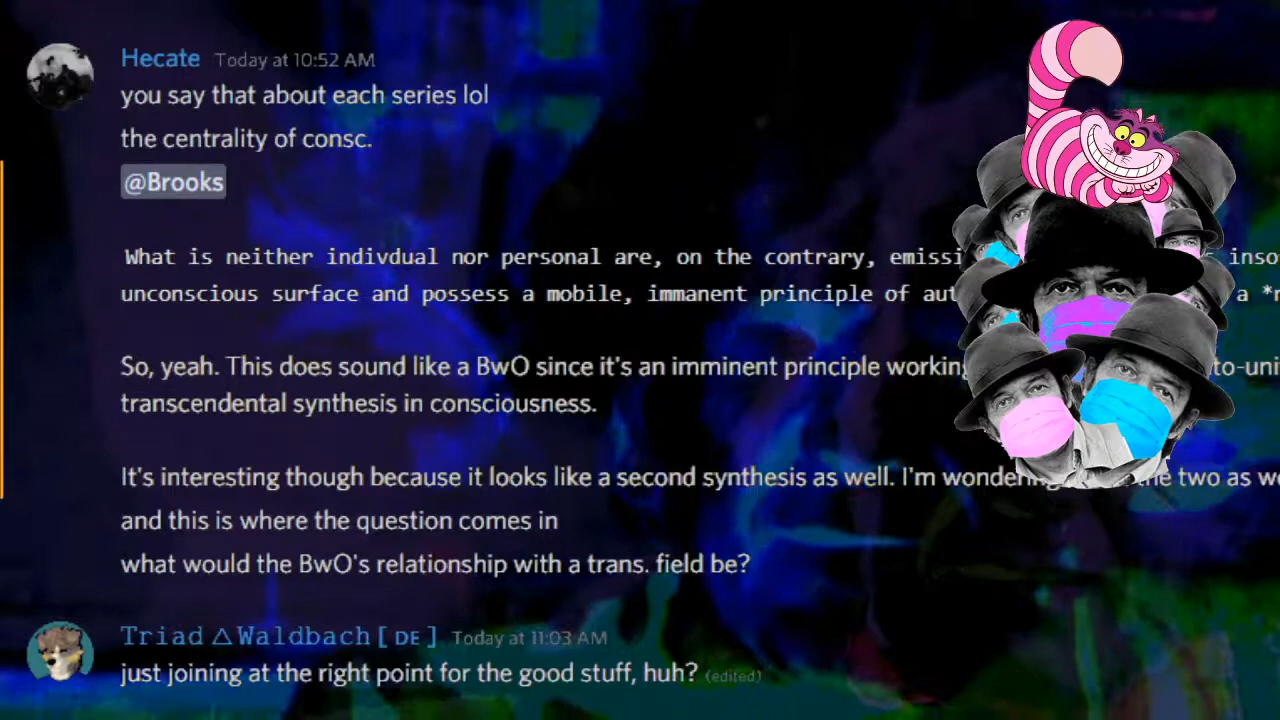 Hecate Today at 10:52 AM
you say that about each series lol
the centrality of consc.
@Brooks
What is neither indivdual nor personal are, on the contrary,
unconscious surface and possess a mobile, immanent principle of a
So, yeah. This does sound like a BwO since it's an imminent principle working
transcendental synthesis in consciousness.
It's interesting though because it looks like a second synthesis as well. I'm the two as
and this is where the question comes in
what would the BwO's relationship with a trans. field be?
Triad △ Waldbach [ DE ] Today at 11:03 AM
just joining at the right point for the good stuff, huh? (edited)